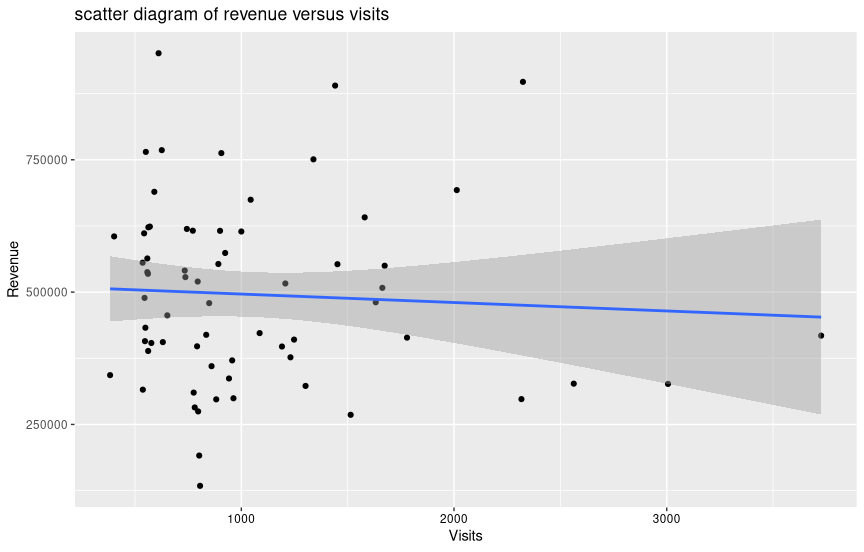 scatter diagram of revenue versus visits
Revenue
750000
500000
250000
1000
2000
3000
Visits